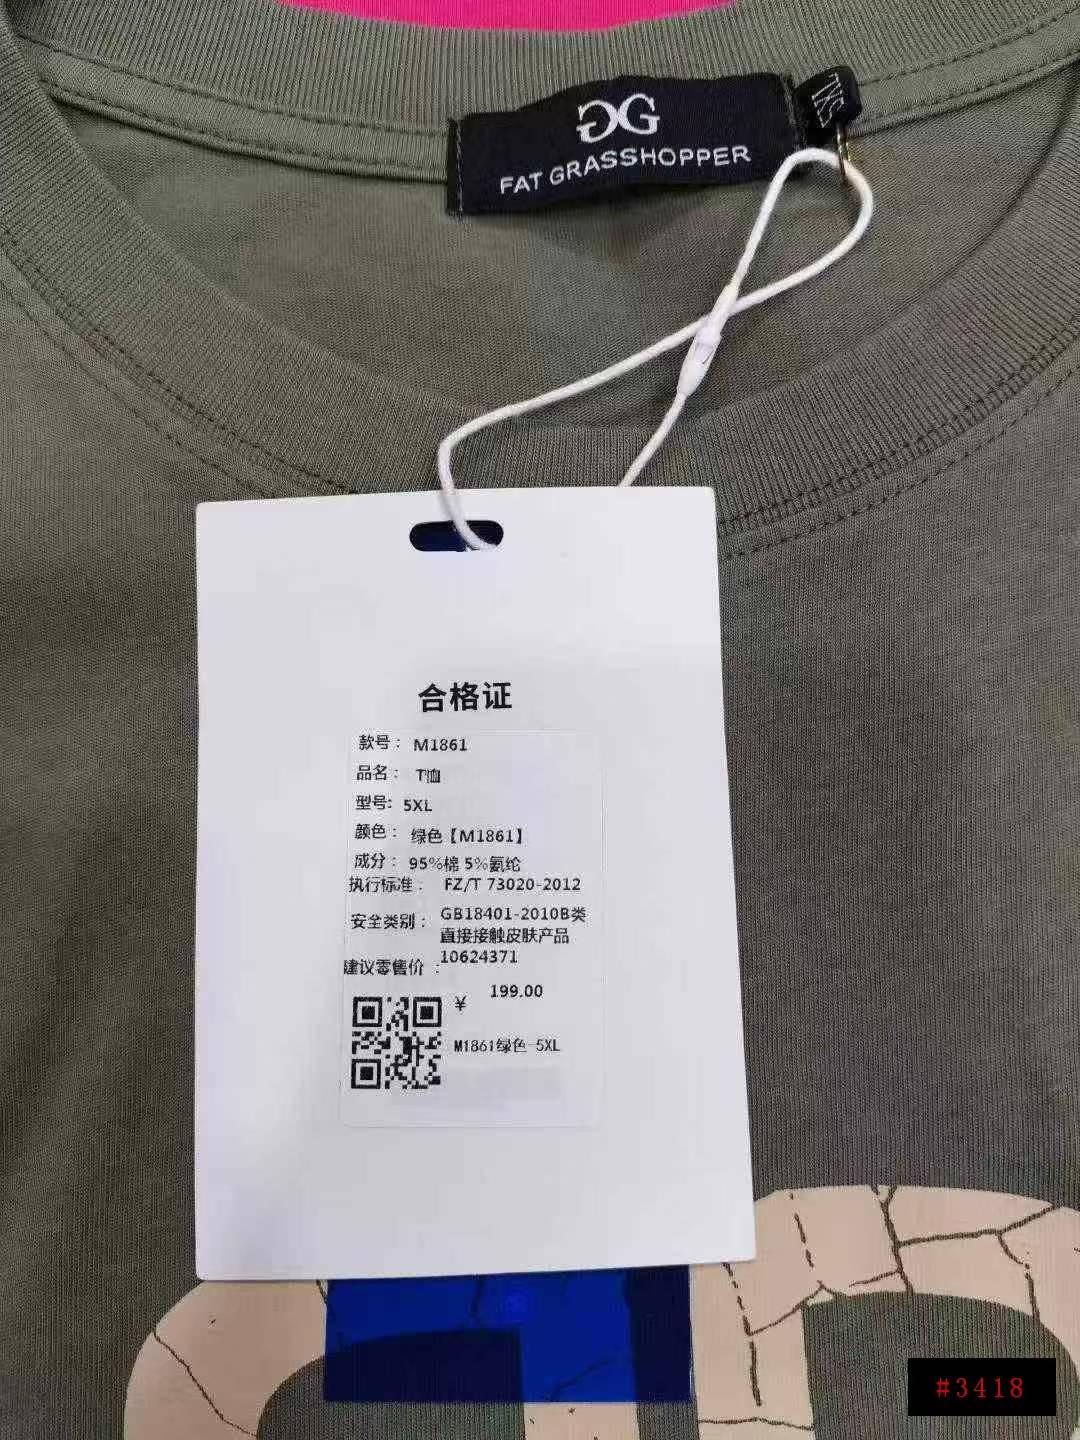 GG
FAT GRASSHOPPER
合格证
款号： M1861
品名： T恤
型号: 5XL
颜色： 绿色【M1861】
成分： 95%棉 5%氨纶
执行标准： FZ/T 73020-2012
安全类别： GB18401-2010B类
直接接触皮肤产品
10624371
建议零售价 ：
¥ 199.00
M1861绿色-5XL
#3418